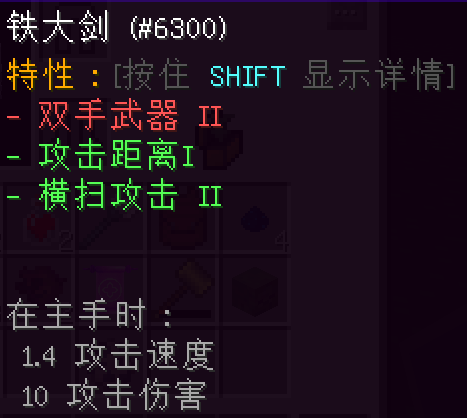 铁大剑 (#6300)
特性：[按住 SHIFT 显示详情]
- 双手武器 II
- 攻击距离I
- 横扫攻击 II
在主手时：
1.4 攻击速度
10 攻击伤害